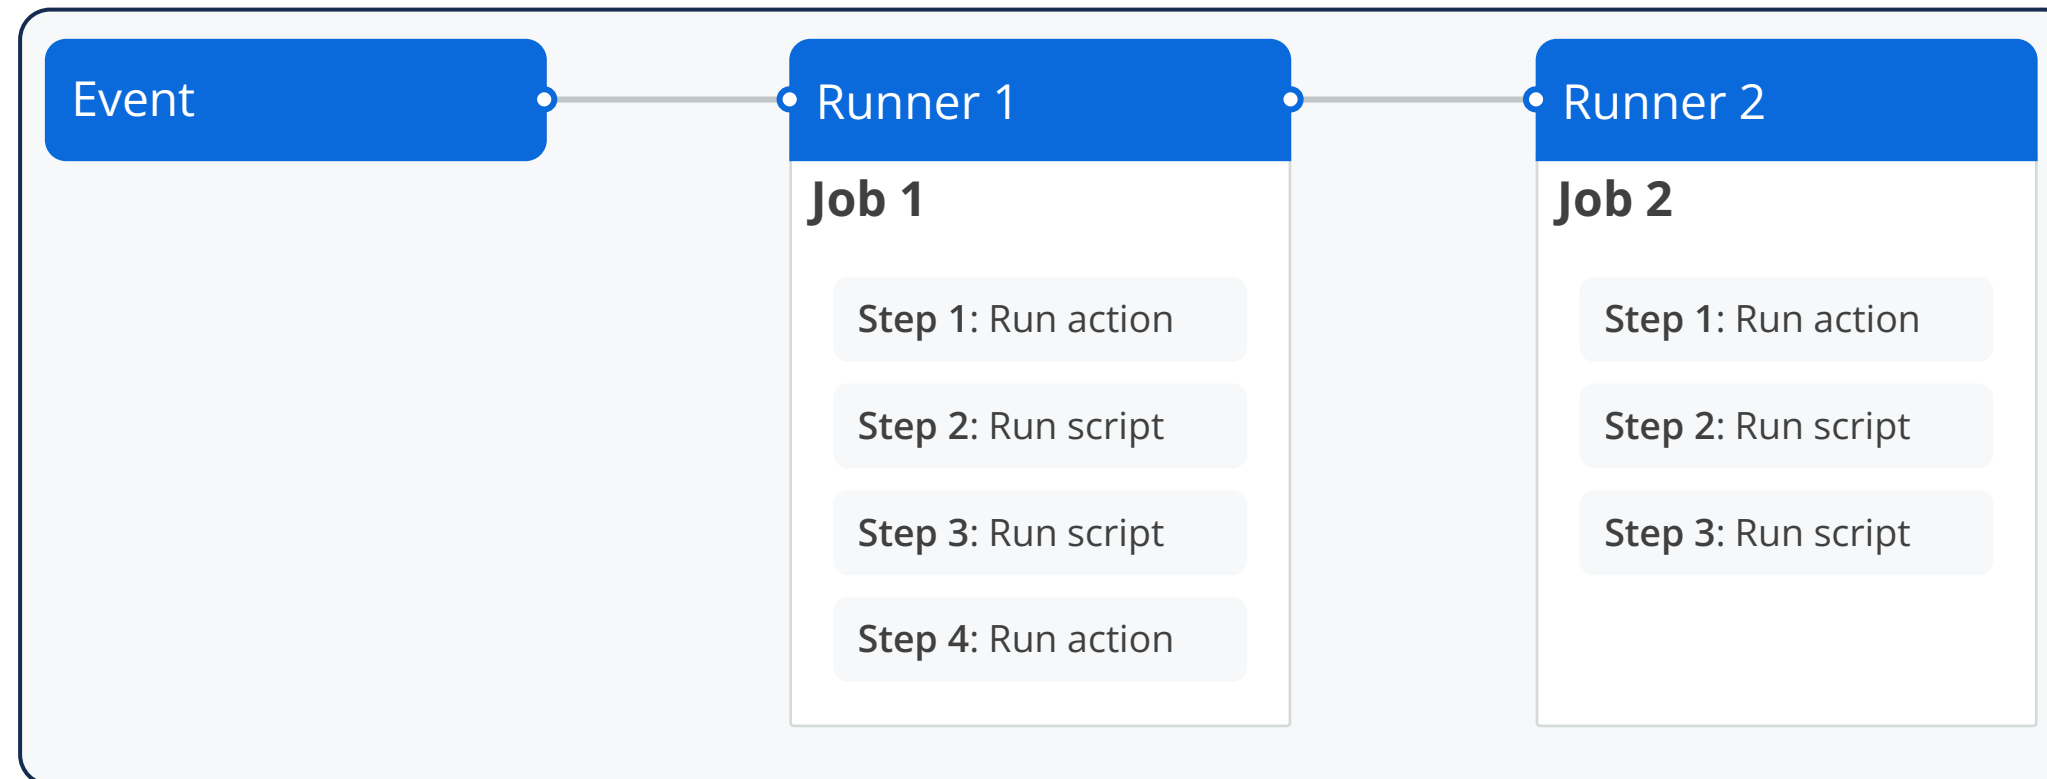 Event
Runner 1
Job 1
Step 1: Run action
Step 2: Run script
Step 3: Run script
Step 4: Run action
Runner 2
Job 2
Step 1: Run action
Step 2: Run script
Step 3: Run script